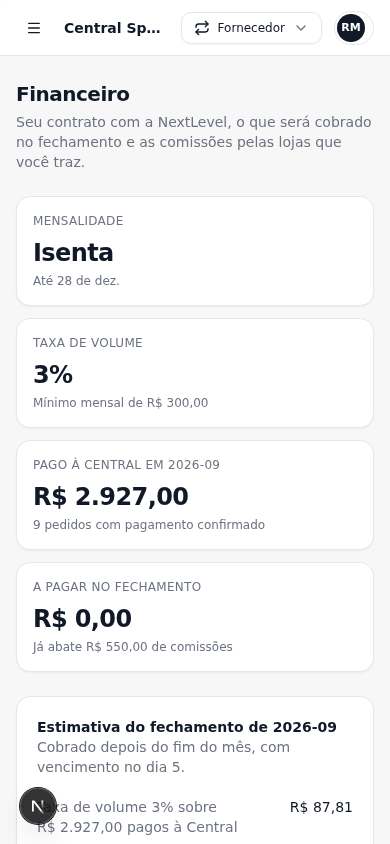 Central Sp…
Fornecedor
RM
Financeiro
Seu contrato com a NextLevel, o que será cobrado
no fechamento e as comissões pelas lojas que
você traz.
MENSALIDADE
Isenta
Até 28 de dez.
TAXA DE VOLUME
3%
Mínimo mensal de R$ 300,00
PAGO À CENTRAL EM 2026-09
R$ 2.927,00
9 pedidos com pagamento confirmado
A PAGAR NO FECHAMENTO
R$ 0,00
Já abate R$ 550,00 de comissões
Estimativa do fechamento de 2026-09
Cobrado depois do fim do mês, com
vencimento no dia 5.
de volume 3% sobre
R$ 87,81
R$ 2.927,00 pagos à Central
N